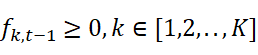 f_{k,t−1} ≥ 0, k ∈ [1,2,..,K]